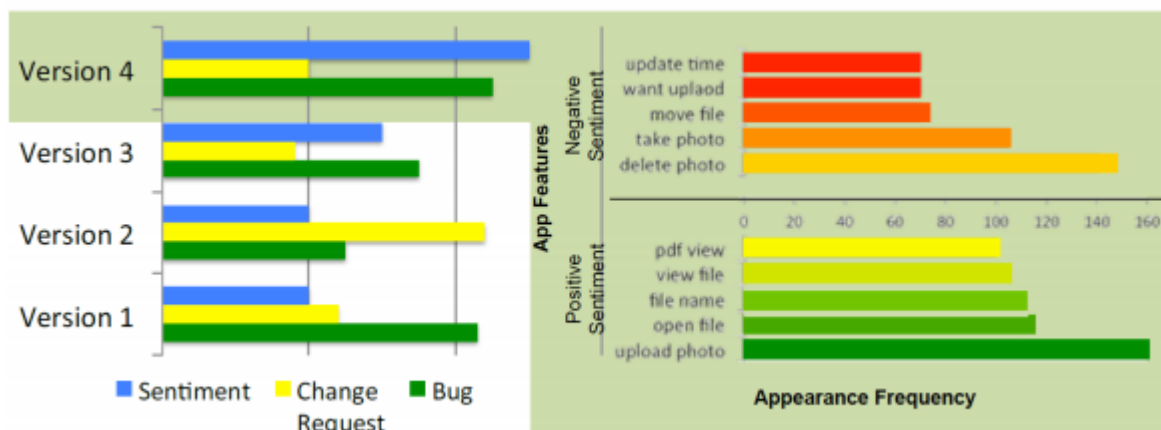 Version 4
Version 3
Version 2
Version 1
Sentiment
Change
Request
Bug
App Features
Negative
Sentiment
update time
want uplaod
move file
take photo
delete photo
0 20 40 60 80 100 120 140 160
Positive
Sentiment
pdf view
view file
file name
open file
upload photo
Appearance Frequency